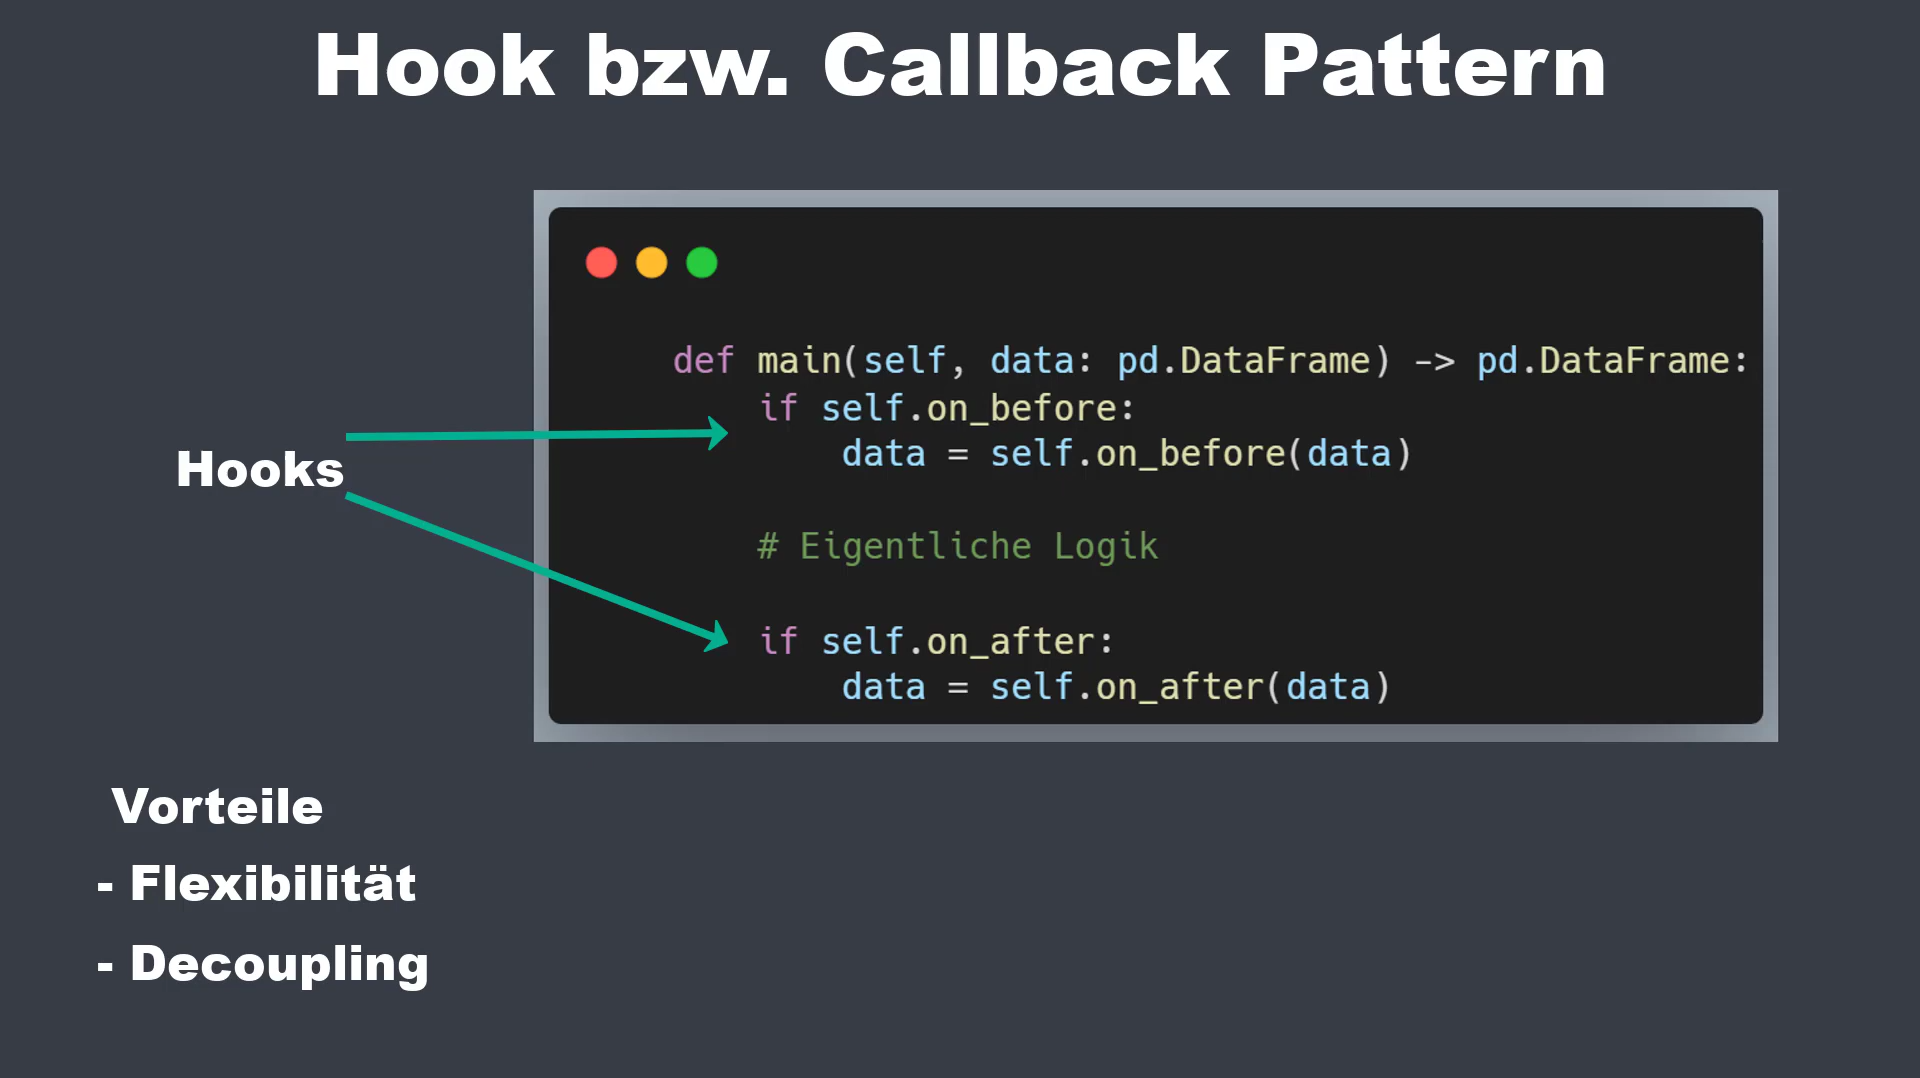 Hook bzw. Callback Pattern
def main(self, data: pd.DataFrame) -> pd.DataFrame:
if self.on_before:
data = self.on_before(data)
Hooks
# Eigentliche Logik
if self.on_after:
data = self.on_after(data)
Vorteile
- Flexibilität
- Decoupling